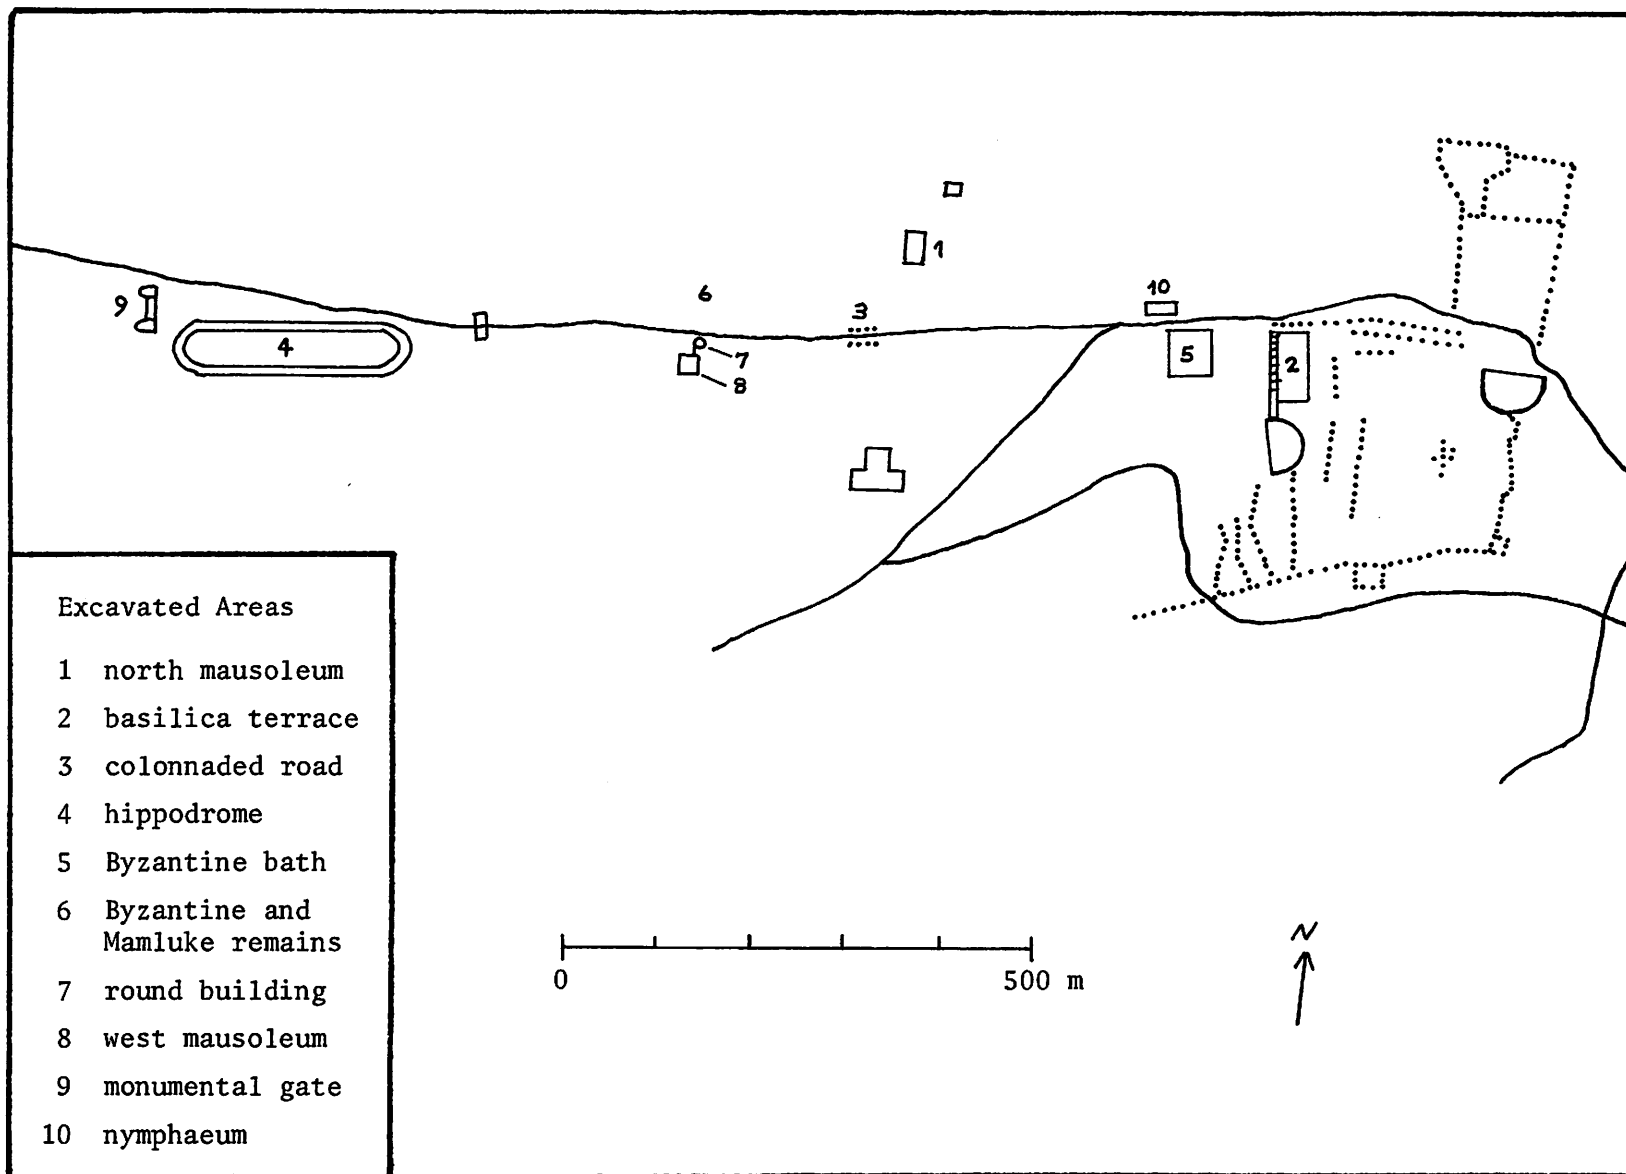 1
6
10
9
3
4
7
5
2
8
Excavated Areas
1 north mausoleum
2 basilica terrace
3 colonnaded road
4 hippodrome
5 Byzantine bath
6 Byzantine and
Mamluke remains
7 round building
8 west mausoleum
9 monumental gate
10 nymphaeum
0 500 m
N